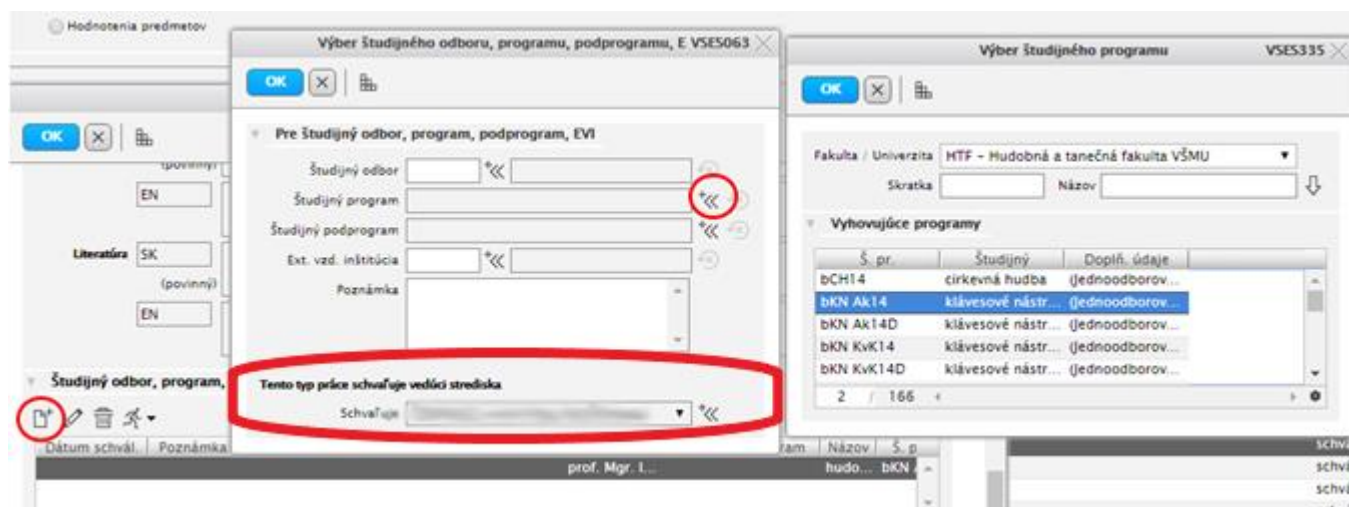 Hodnotenia predmetov
OK
(povinný)
EN
Literatúra SK
(povinný)
EN
Študijný odbor, program,
Dátum schvál. Poznámka
Výber študijného odboru, programu, podprogramu, E VSES063
OK
Pre študijný odbor, program, podprogram, EVI
Študijný odbor
Študijný program
Študijný podprogram
Ext. vzd. inštitúcia
Poznámka
Tento typ práce schvaľuje vedúci strediska
Schvaľuje
ram Názov Š. p
prof. Mgr. I... hudo... bKN
Výber študijného programu VSES335
OK
Fakulta / Univerzita HTF - Hudobná a tanečná fakulta VŠMU
Skratka Názov
Vyhovujúce programy
Š. pr. Študijný Doplň. údaje
bCH14 cirkevná hudba (Jednoodborov...
bKN Ak14 klávesové nástr... (Jednoodborov...
bKN Ak14D klávesové nástr... (Jednoodborov...
bKN KvK14 klávesové nástr... (Jednoodborov...
bKN KvK14D klávesové nástr... (Jednoodborov...
2 / 166
schvá
schvá
schvá